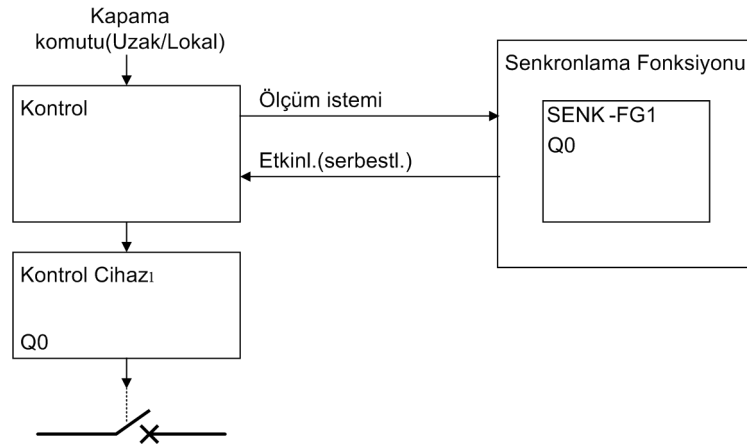 Kapama
komutu(Uzak/Lokal)
Senkronlama Fonksiyonu
Kontrol
Ölçüm istemi
SENK -FG1
Q0
Etkinl.(serbestl.)
Kontrol Cihazı
Q0